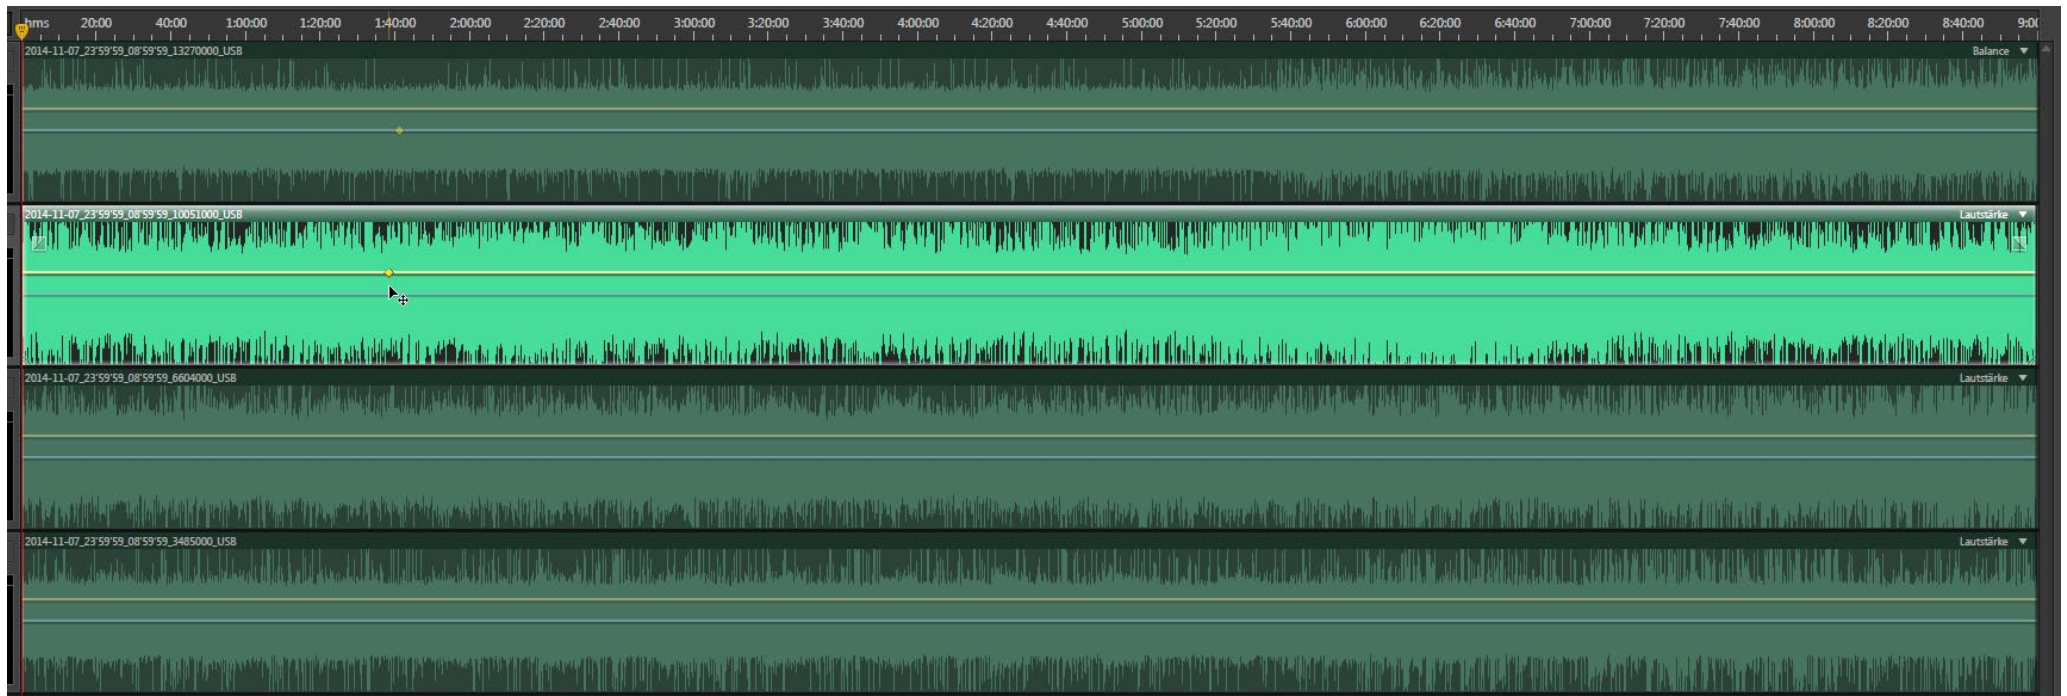 hms 20:00 40:00 1:00:00 1:20:00 1:40:00 2:00:00 2:20:00 2:40:00 3:00:00 3:20:00 3:40:00 4:00:00 4:20:00 4:40:00 5:00:00 5:20:00 5:40:00 6:00:00 6:20:00 6:40:00 7:00:00 7:20:00 7:40:00 8:00:00 8:20:00 8:40:00 9:00
2014-11-07_23'59'59_08'59'59_13270000_USB Balance
2014-11-07_23'59'59_08'59'59_10051000_USB Lautstärke
2014-11-07_23'59'59_08'59'59_6604000_USB Lautstärke
2014-11-07_23'59'59_08'59'59_3485000_USB Lautstärke